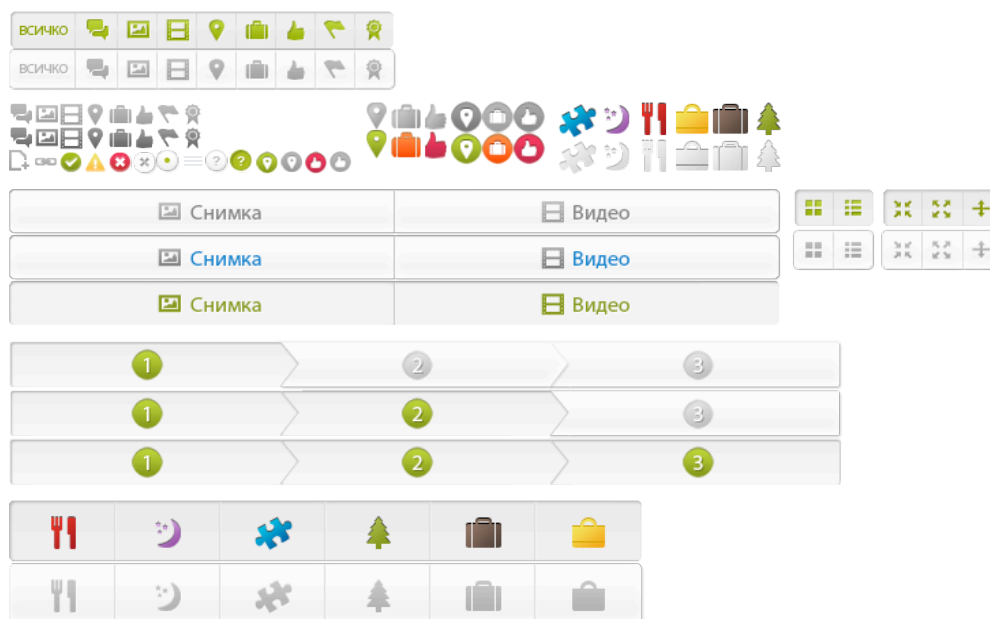 ВСИЧКО
ВСИЧКО
? ?
Снимка Видео
Снимка Видео
Снимка Видео
1 2 3
1 2 3
1 2 3